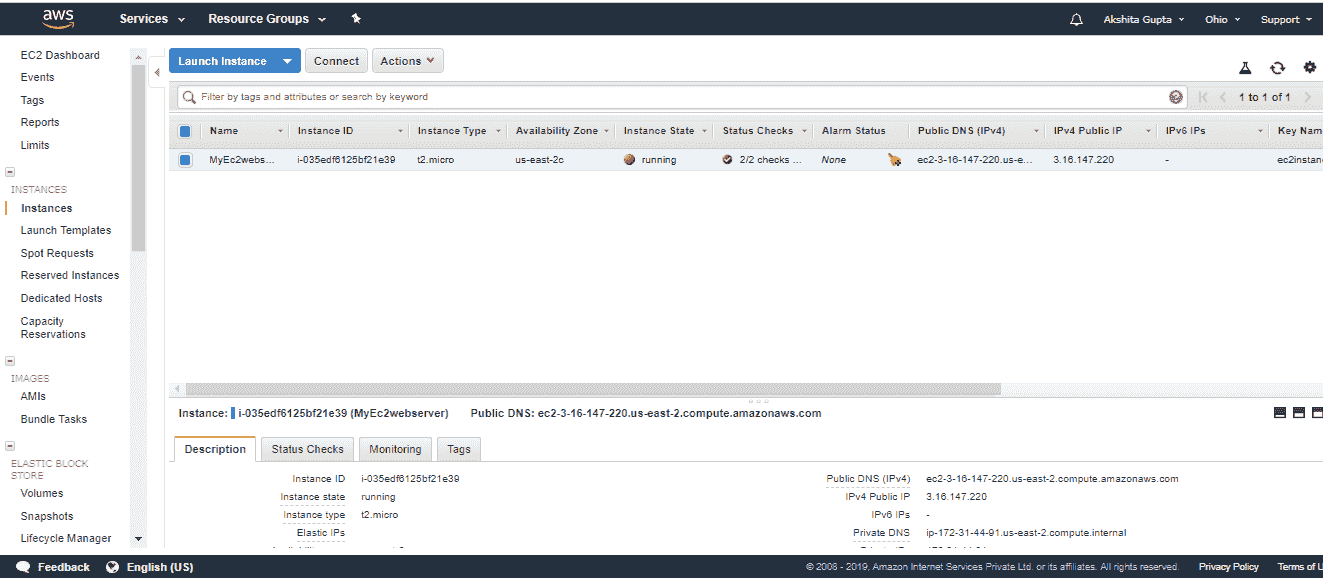 aws Services Resource Groups Akshita Gupta Ohio Support
EC2 Dashboard
Events
Tags
Reports
Limits
INSTANCES
Instances
Launch Templates
Spot Requests
Reserved Instances
Dedicated Hosts
Capacity
Reservations
IMAGES
AMIs
Bundle Tasks
ELASTIC BLOCK
STORE
Volumes
Snapshots
Lifecycle Manager
Launch Instance Connect Actions
Filter by tags and attributes or search by keyword 1 to 1 of 1
Name Instance ID Instance Type Availability Zone Instance State Status Checks Alarm Status Public DNS (IPv4) IPv4 Public IP IPv6 IPs Key Nam
MyEc2webs... i-035edf6125bf21e39 t2.micro us-east-2c running 2/2 checks ... None ec2-3-16-147-220.us-e... 3.16.147.220 - ec2instan
Instance: i-035edf6125bf21e39 (MyEc2webserver) Public DNS: ec2-3-16-147-220.us-east-2.compute.amazonaws.com
Description Status Checks Monitoring Tags
Instance ID i-035edf6125bf21e39 Public DNS (IPv4) ec2-3-16-147-220.us-east-2.compute.amazonaws.com
Instance state running IPv4 Public IP 3.16.147.220
Instance type t2.micro IPv6 IPs -
Elastic IPs Private DNS ip-172-31-44-91.us-east-2.compute.internal
Feedback English (US) © 2008 - 2019, Amazon Internet Services Private Ltd. or its affiliates. All rights reserved. Privacy Policy Terms of U